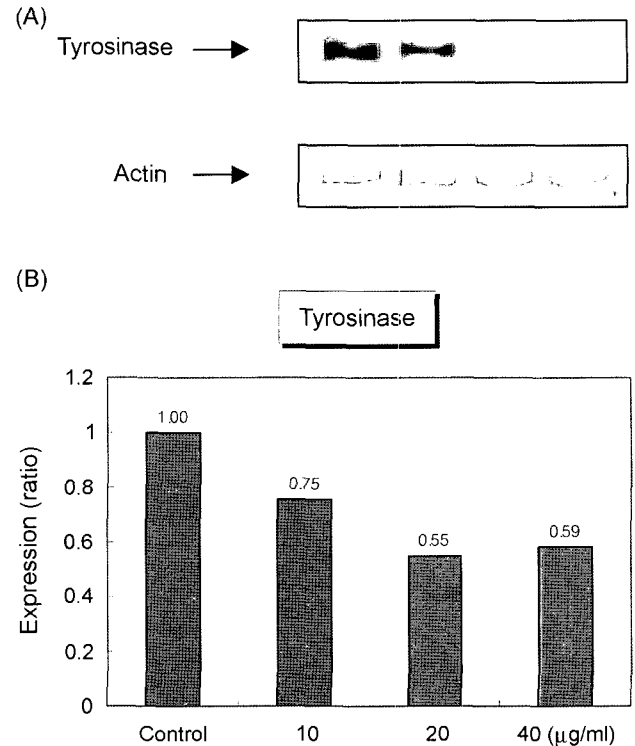 (A)
Tyrosinase
Actin
(B)
Tyrosinase
Expression (ratio)
1.2
1
0.8
0.6
0.4
0.2
0
1.00
0.75
0.55
0.59
Control 10 20 40 (μg/ml)